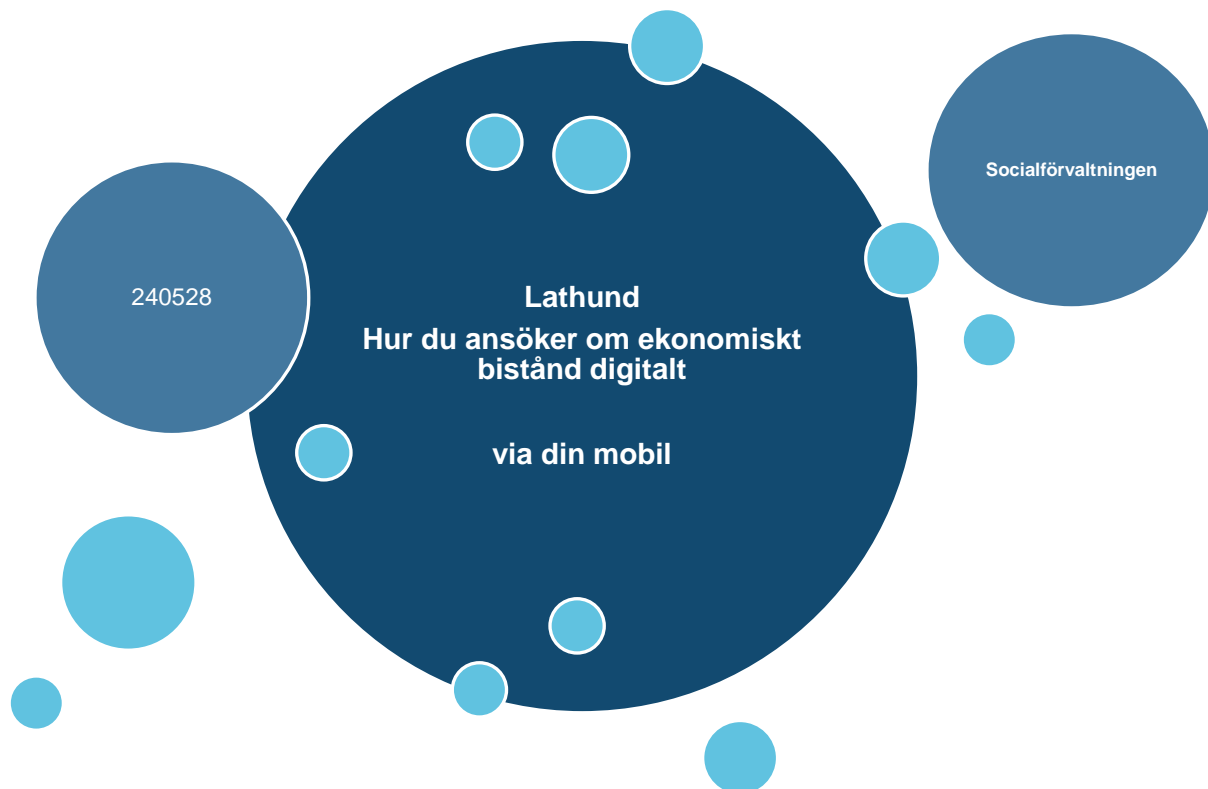 Socialförvaltningen
240528
Lathund
Hur du ansöker om ekonomiskt
bistånd digitalt
via din mobil